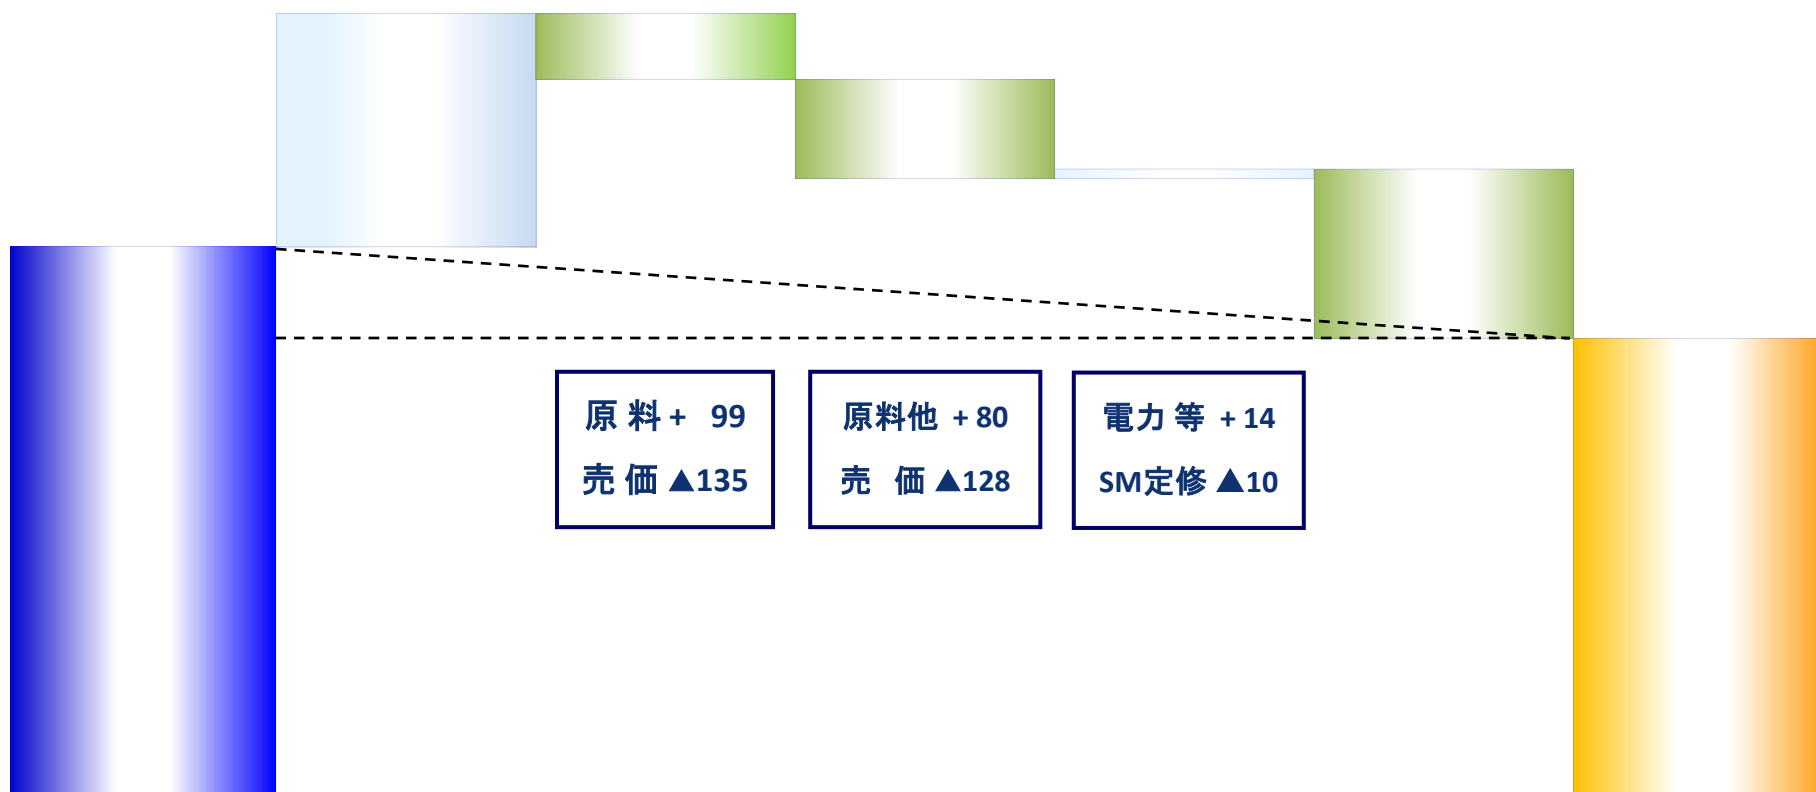 原 料 + 99
売 価 ▲135
原料他 + 80
売 価 ▲128
電力 等 + 14
SM定修 ▲10